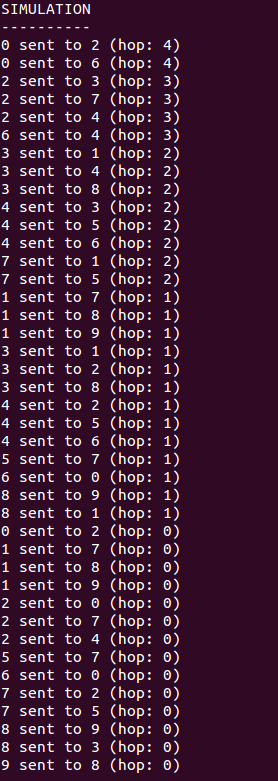 SIMULATION
----------
0 sent to 2 (hop: 4)
0 sent to 6 (hop: 4)
2 sent to 3 (hop: 3)
2 sent to 7 (hop: 3)
2 sent to 4 (hop: 3)
6 sent to 4 (hop: 3)
3 sent to 1 (hop: 2)
3 sent to 4 (hop: 2)
3 sent to 8 (hop: 2)
4 sent to 3 (hop: 2)
4 sent to 5 (hop: 2)
4 sent to 6 (hop: 2)
7 sent to 1 (hop: 2)
7 sent to 5 (hop: 2)
1 sent to 7 (hop: 1)
1 sent to 8 (hop: 1)
1 sent to 9 (hop: 1)
3 sent to 1 (hop: 1)
3 sent to 2 (hop: 1)
3 sent to 8 (hop: 1)
4 sent to 2 (hop: 1)
4 sent to 5 (hop: 1)
4 sent to 6 (hop: 1)
5 sent to 7 (hop: 1)
6 sent to 0 (hop: 1)
8 sent to 9 (hop: 1)
8 sent to 1 (hop: 1)
0 sent to 2 (hop: 0)
1 sent to 7 (hop: 0)
1 sent to 8 (hop: 0)
1 sent to 9 (hop: 0)
2 sent to 0 (hop: 0)
2 sent to 7 (hop: 0)
2 sent to 4 (hop: 0)
5 sent to 7 (hop: 0)
6 sent to 0 (hop: 0)
7 sent to 2 (hop: 0)
7 sent to 5 (hop: 0)
8 sent to 9 (hop: 0)
8 sent to 3 (hop: 0)
9 sent to 8 (hop: 0)